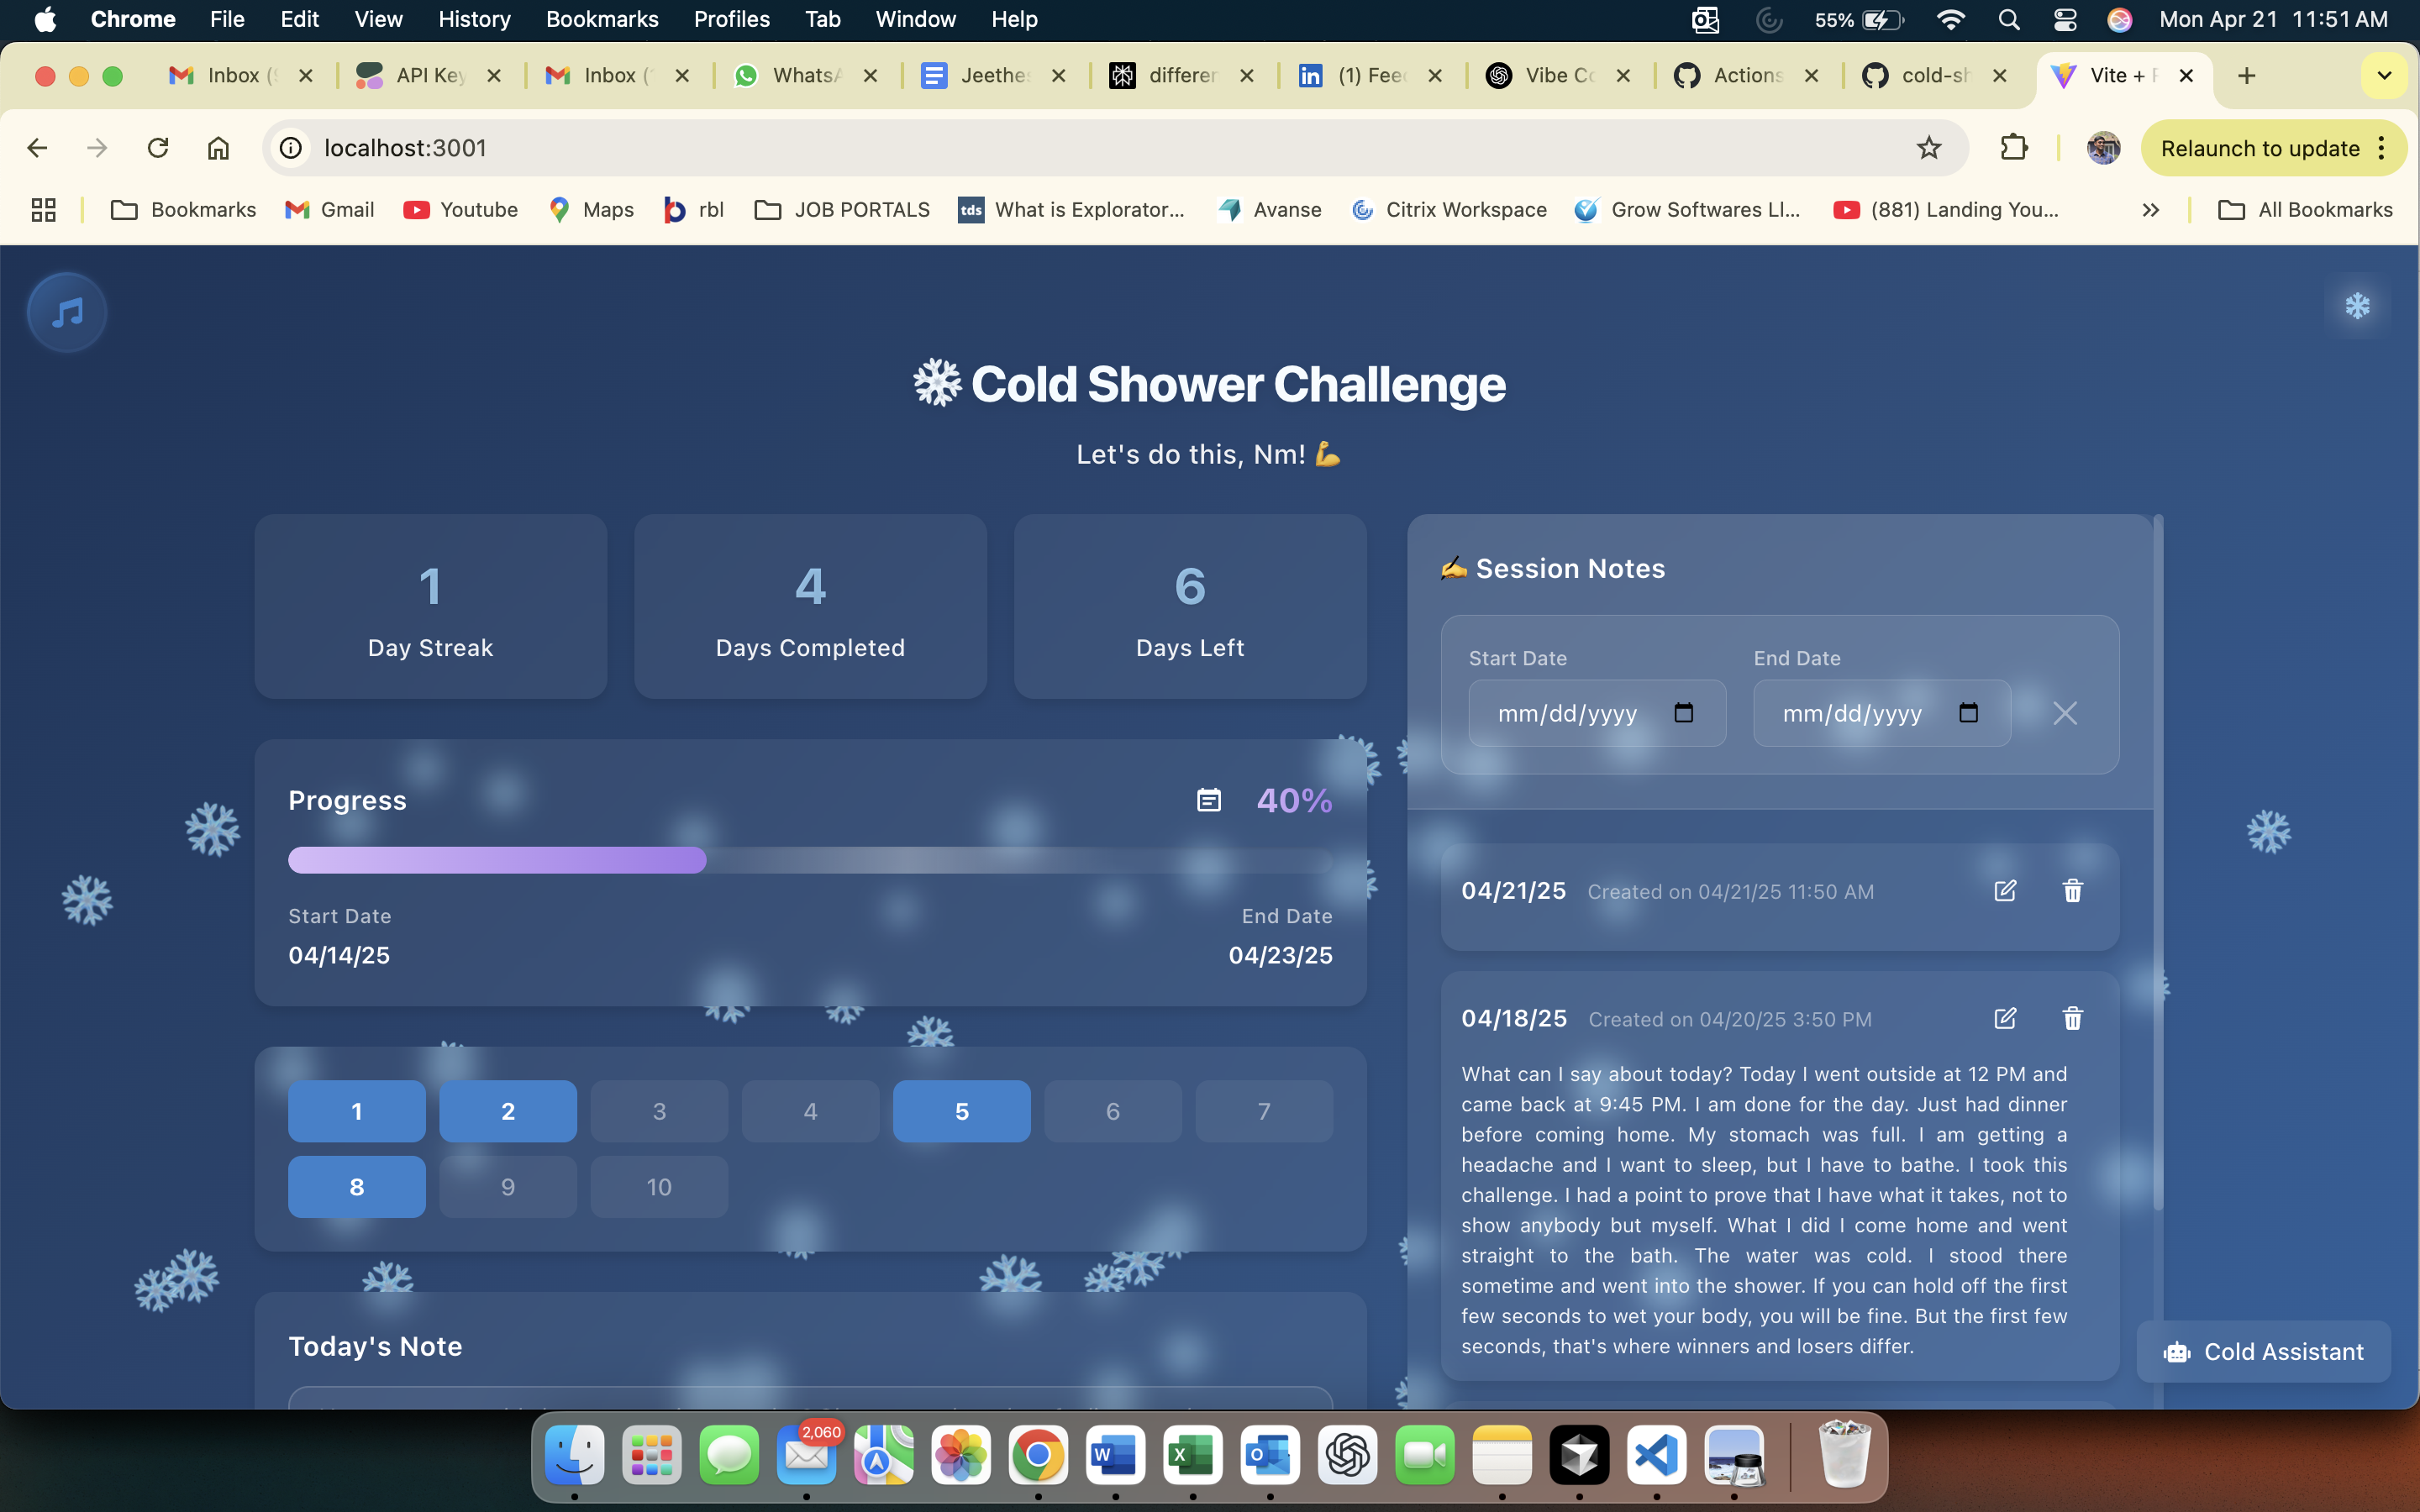 Chrome File Edit View History Bookmarks Profiles Tab Window Help 55% Mon Apr 21 11:51 AM
Inbox ( API Key Inbox ( WhatsA Jeethes differen (1) Fee Vibe Co Actions cold-sh Vite +
localhost:3001 Relaunch to update
Bookmarks Gmail Youtube Maps rbl JOB PORTALS tds What is Explorator... Avanse Citrix Workspace Grow Softwares Ll... (881) Landing You... All Bookmarks
Cold Shower Challenge
Let's do this, Nm!
1 4 6
Day Streak Days Completed Days Left
Progress 40%
Start Date End Date
04/14/25 04/23/25
1 2 3 4 5 6 7
8 9 10
Today's Note
Session Notes
Start Date End Date
mm/dd/yyyy mm/dd/yyyy
04/21/25 Created on 04/21/25 11:50 AM
04/18/25 Created on 04/20/25 3:50 PM
What can I say about today? Today I went outside at 12 PM and
came back at 9:45 PM. I am done for the day. Just had dinner
before coming home. My stomach was full. I am getting a
headache and I want to sleep, but I have to bathe. I took this
challenge. I had a point to prove that I have what it takes, not to
show anybody but myself. What I did I come home and went
straight to the bath. The water was cold. I stood there
sometime and went into the shower. If you can hold off the first
few seconds to wet your body, you will be fine. But the first few
seconds, that's where winners and losers differ.
Cold Assistant
2,060
W X O